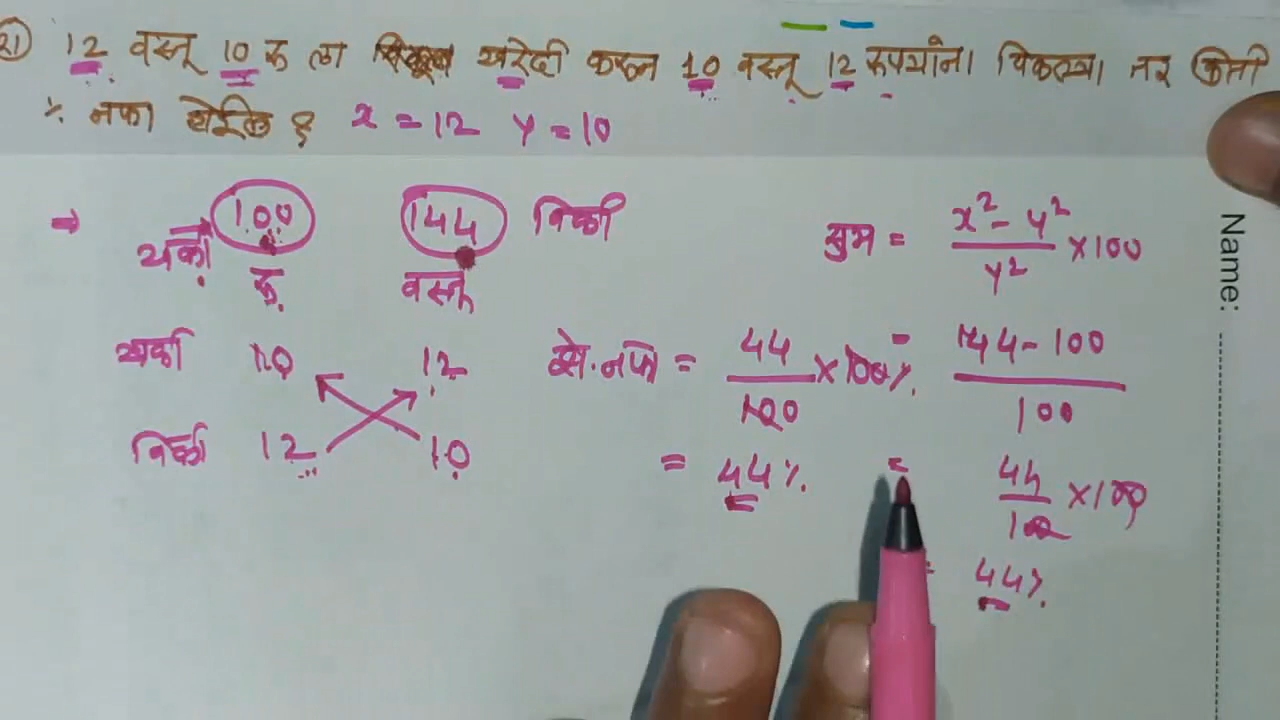 21) 12 वस्तू 10 रु ला खरेदी करून 10 वस्तू 12 रुपयांना विकल्या तर किती
% नफा होईल ? x = 12 y = 10
⇒ 100 144 विक्री
खरेदी रु. वस्तू
सुत्र = x² - y² / y² × 100
खरेदी 10 12
शे. नफा = 44 / 100 × 100 % = 144 - 100 / 100
विक्री 12 10
= 44 % = 44 / 100 × 100
= 44 %
Name: